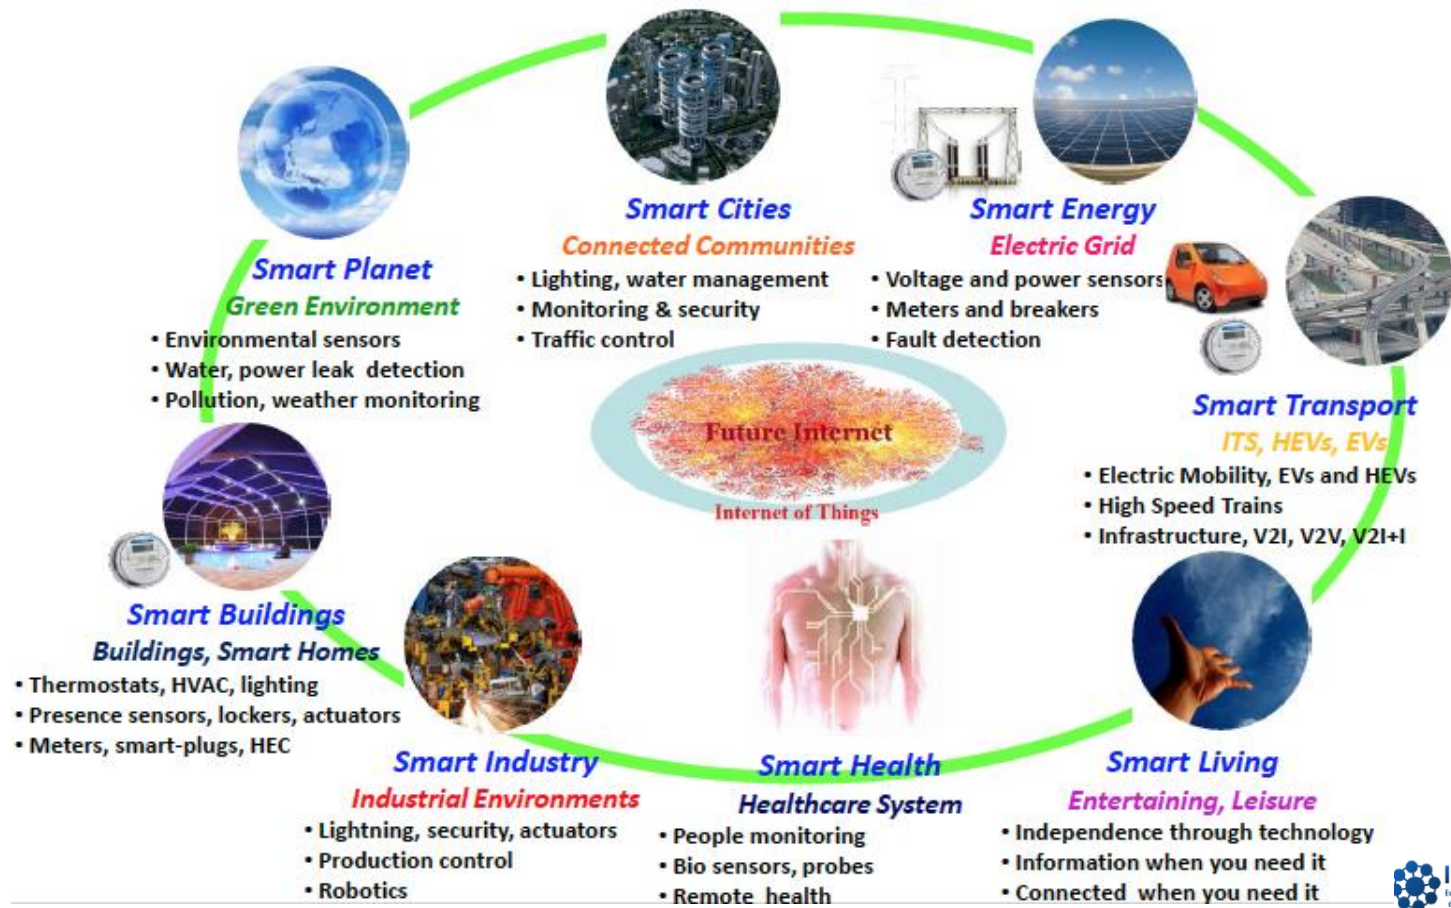 Smart Planet
Green Environment
• Environmental sensors
• Water, power leak detection
• Pollution, weather monitoring
Smart Cities
Connected Communities
• Lighting, water management
• Monitoring & security
• Traffic control
Smart Energy
Electric Grid
• Voltage and power sensors
• Meters and breakers
• Fault detection
Smart Transport
ITS, HEVs, EVs
• Electric Mobility, EVs and HEVs
• High Speed Trains
• Infrastructure, V2I, V2V, V2I+I
Future Internet
Internet of Things
Smart Buildings
Buildings, Smart Homes
• Thermostats, HVAC, lighting
• Presence sensors, lockers, actuators
• Meters, smart-plugs, HEC
Smart Industry
Industrial Environments
• Lightning, security, actuators
• Production control
• Robotics
Smart Health
Healthcare System
• People monitoring
• Bio sensors, probes
• Remote health
Smart Living
Entertaining, Leisure
• Independence through technology
• Information when you need it
• Connected when you need it